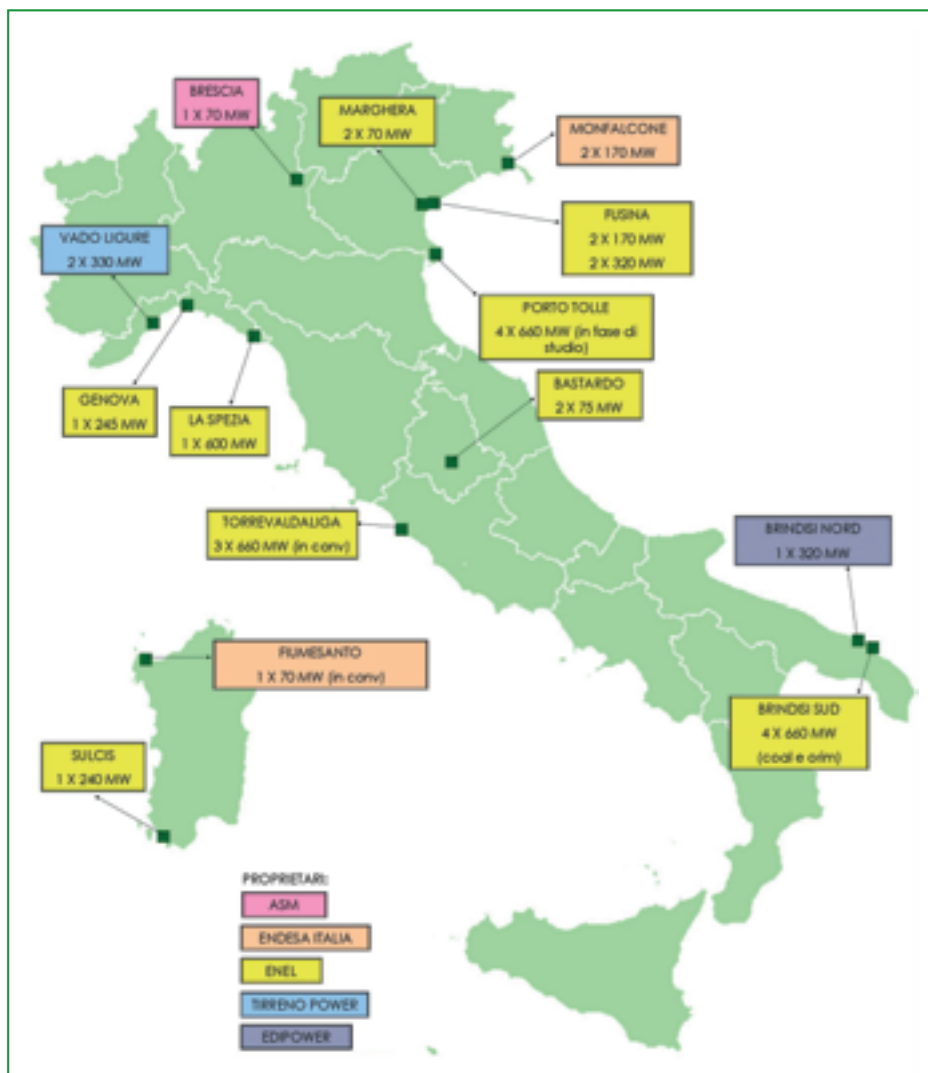 BRESCIA
1 X 70 MW
MARGHERA
2 X 70 MW
MONFALCONE
2 X 170 MW
FUSINA
2 X 170 MW
2 X 320 MW
VADO LIGURE
2 X 330 MW
PORTO TOLLE
4 X 660 MW (in fase di
studio)
GENOVA
1 X 245 MW
LA SPEZIA
1 X 600 MW
BASTARDO
2 X 75 MW
TORREVALDALIGA
3 X 660 MW (in conv)
BRINDISI NORD
1 X 320 MW
FIUMESANTO
1 X 70 MW (in conv)
BRINDISI SUD
4 X 660 MW
(coal e orim)
SULCIS
1 X 240 MW
PROPRIETARI:
ASM
ENDESA ITALIA
ENEL
TIRRENO POWER
EDIPOWER